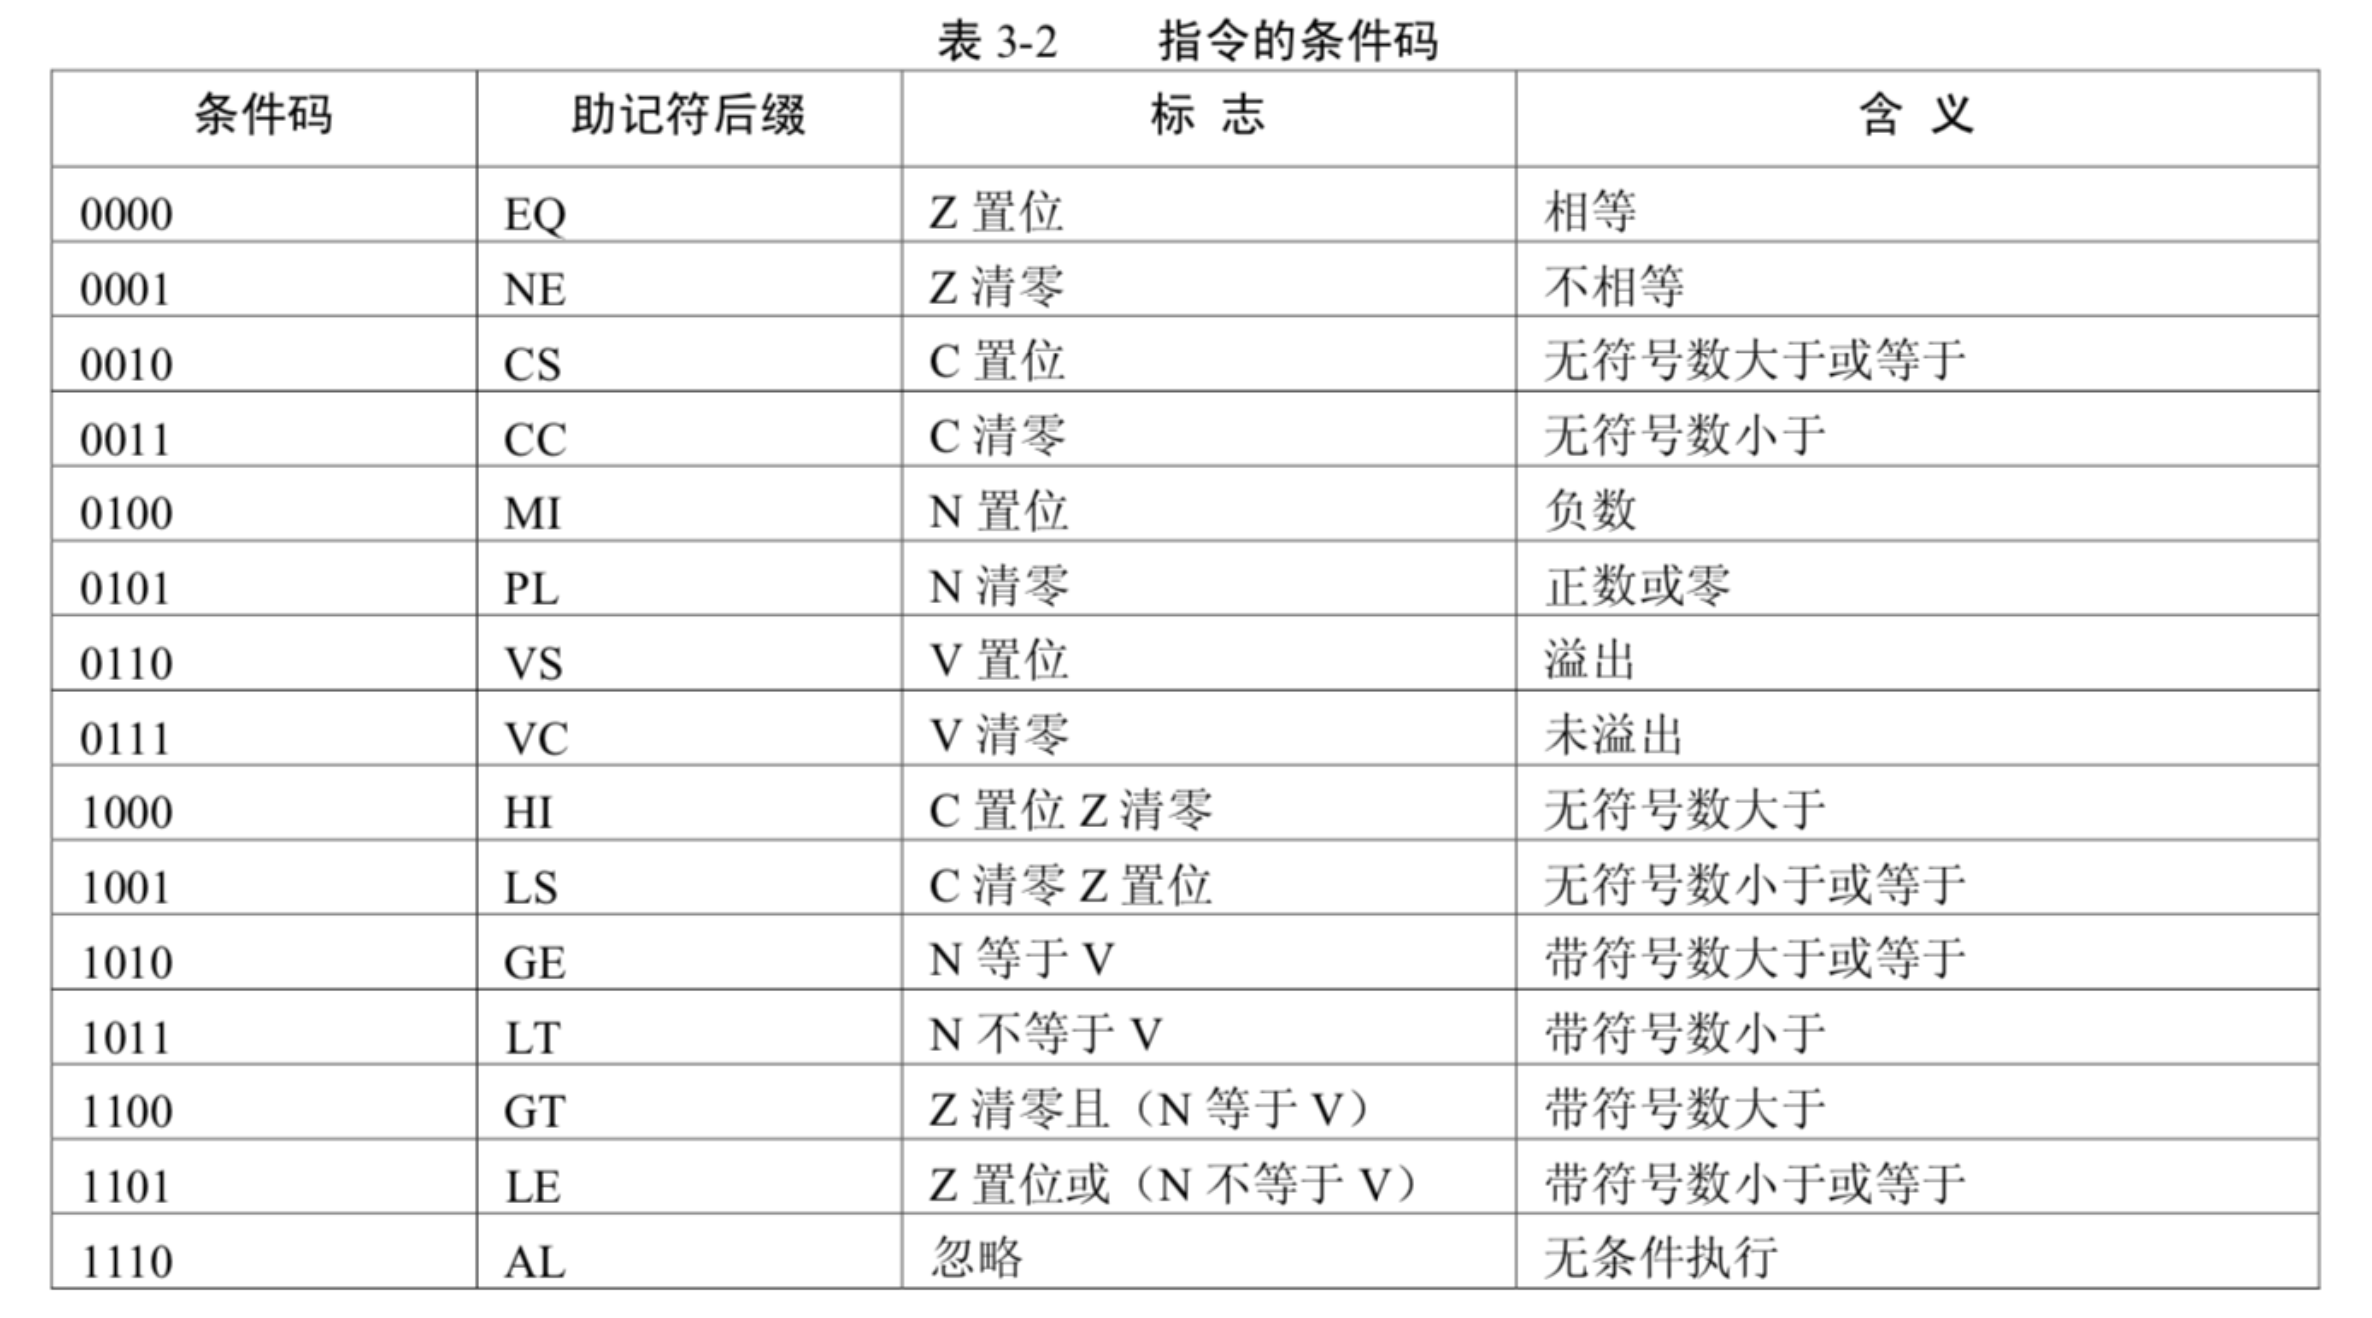 表 3-2 指令的条件码
条件码 助记符后缀 标 志 含 义
0000 EQ Z 置位 相等
0001 NE Z 清零 不相等
0010 CS C 置位 无符号数大于或等于
0011 CC C 清零 无符号数小于
0100 MI N 置位 负数
0101 PL N 清零 正数或零
0110 VS V 置位 溢出
0111 VC V 清零 未溢出
1000 HI C 置位 Z 清零 无符号数大于
1001 LS C 清零 Z 置位 无符号数小于或等于
1010 GE N 等于 V 带符号数大于或等于
1011 LT N 不等于 V 带符号数小于
1100 GT Z 清零且（N 等于 V） 带符号数大于
1101 LE Z 置位或（N 不等于 V） 带符号数小于或等于
1110 AL 忽略 无条件执行